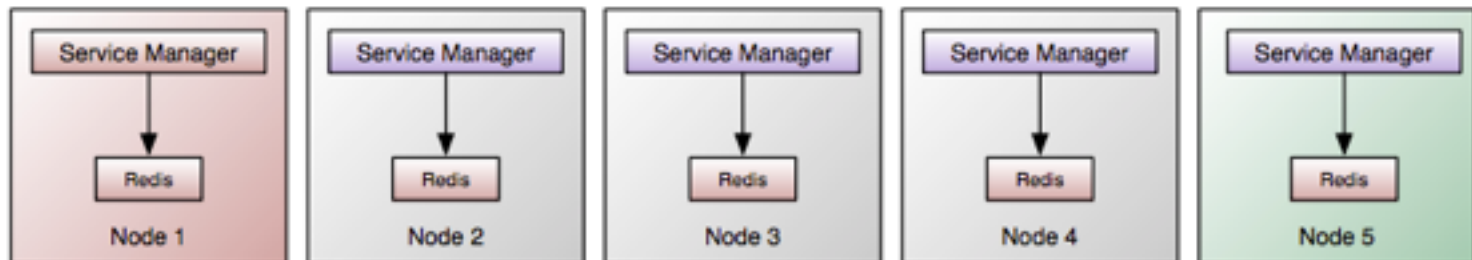 Service Manager Service Manager Service Manager Service Manager Service Manager
Redis Redis Redis Redis Redis
Node 1 Node 2 Node 3 Node 4 Node 5